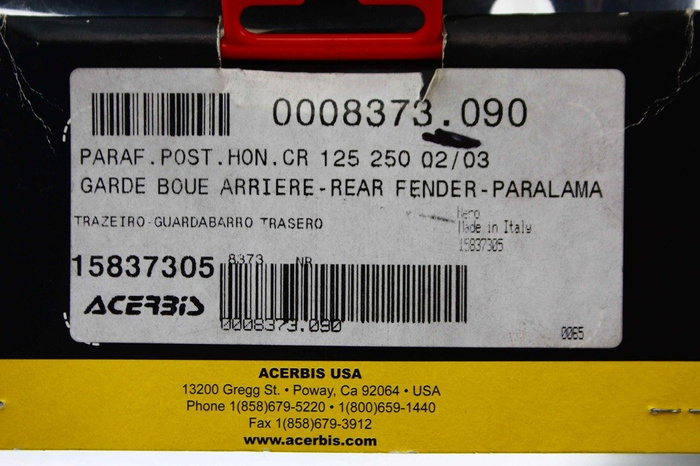 0008373.090
PARAF.POST.HON.CR 125 250 02/03
GARDE BOUE ARRIERE-REAR FENDER-PARALAMA
TRAZEIRO-GUARDABARRO TRASERO
Nero
Made in Italy
15837305
15837305
8373 NR
ACERBIS
0008373.090
0065
ACERBIS USA
13200 Gregg St. • Poway, Ca 92064 • USA
Phone 1(858)679-5220 • 1(800)659-1440
Fax 1(858)679-3912
www.acerbis.com